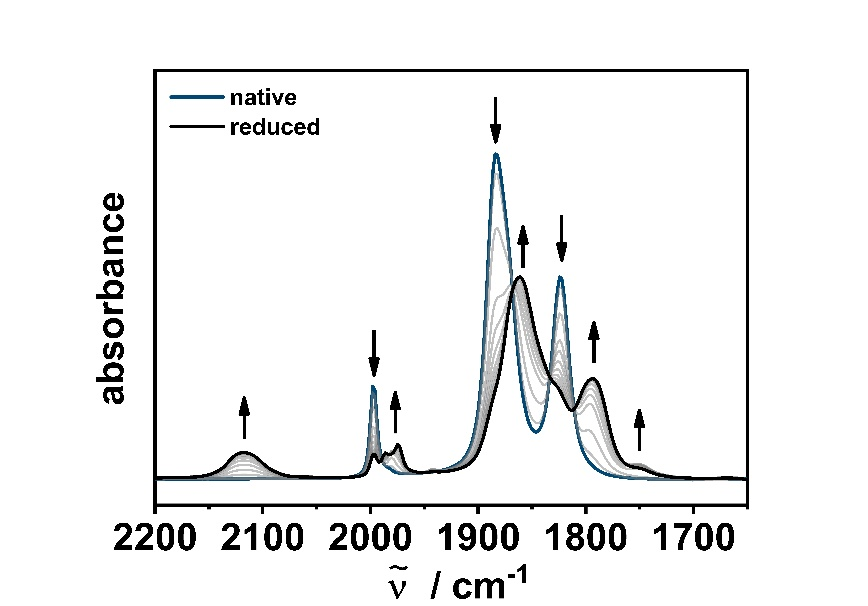 native
reduced
absorbance
2200 2100 2000 1900 1800 1700
ν̃ / cm⁻¹